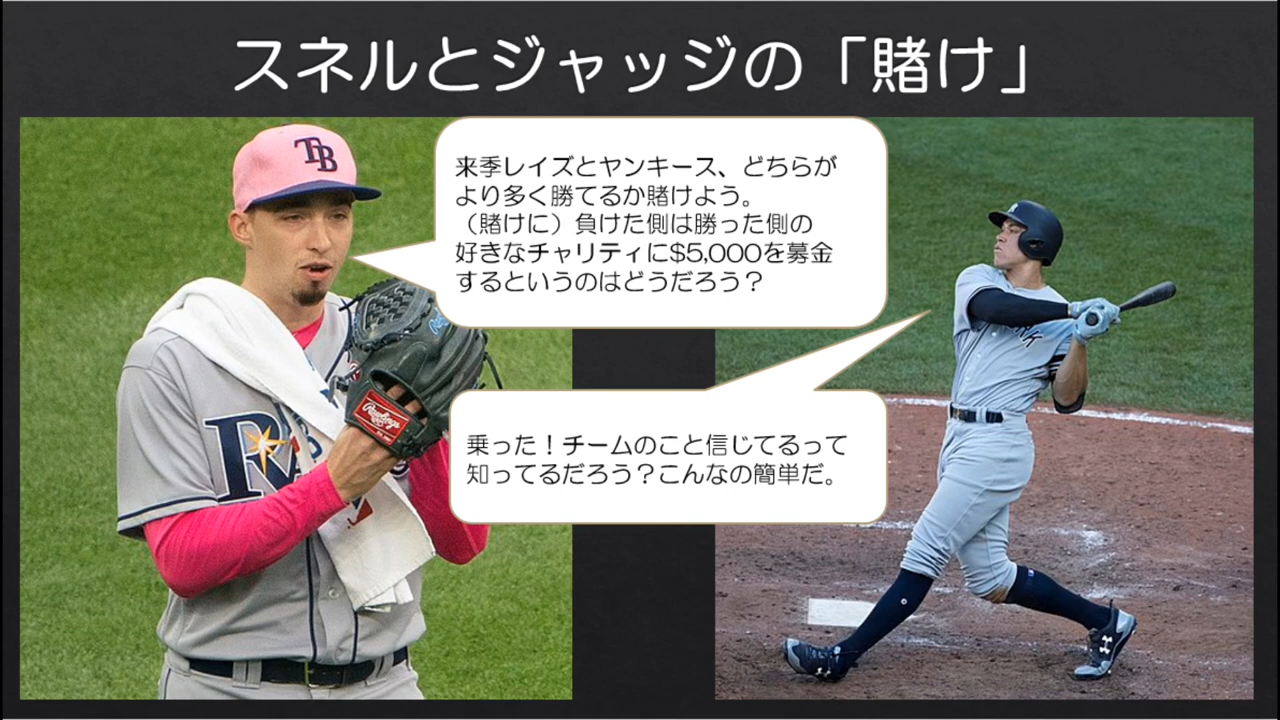 スネルとジャッジの「賭け」
来季レイズとヤンキース、どちらが
より多く勝てるか賭けよう。
（賭けに）負けた側は勝った側の
好きなチャリティに$5,000を募金
するというのはどうだろう？
乗った！チームのこと信じてるって
知ってるだろう？こんなの簡単だ。
TB
Rawlings